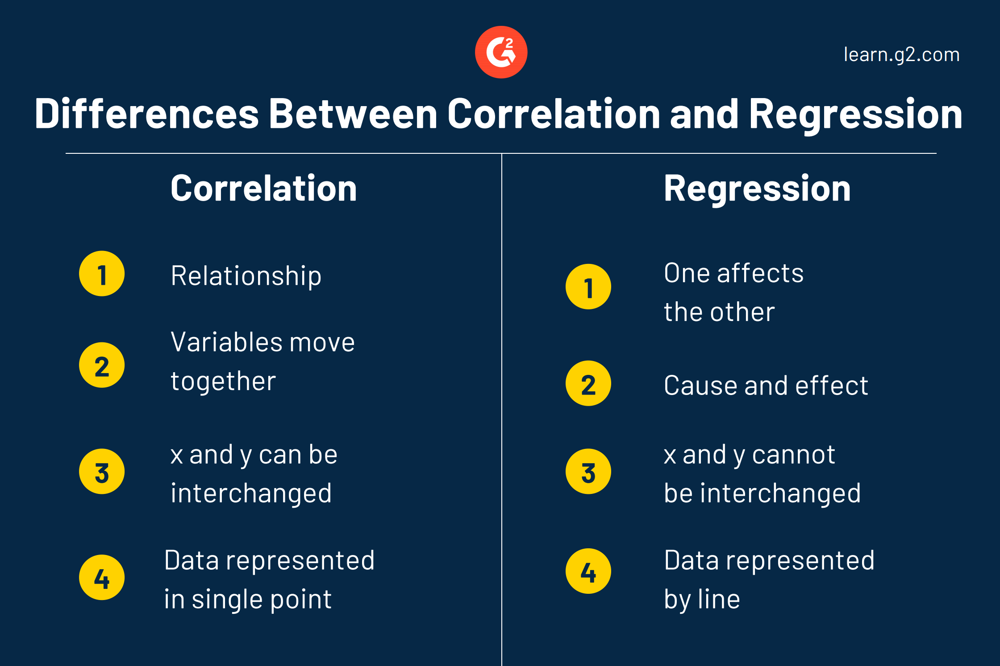 G2
learn.g2.com
Differences Between Correlation and Regression
Correlation
1
Relationship
2
Variables move
together
3
x and y can be
interchanged
4
Data represented
in single point
Regression
1
One affects
the other
2
Cause and effect
3
x and y cannot
be interchanged
4
Data represented
by line